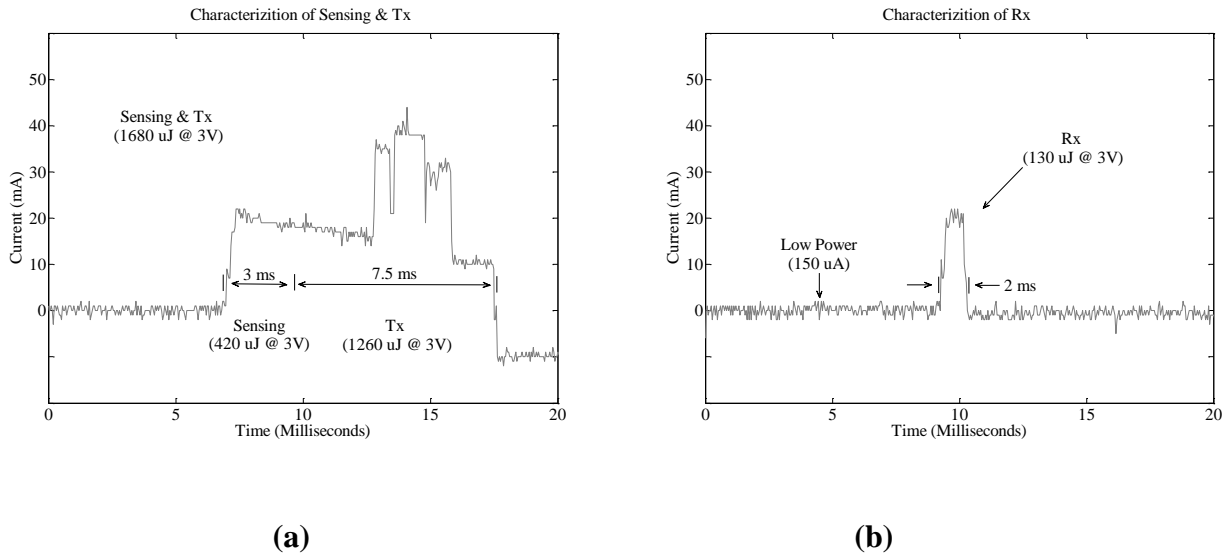 Characterizition of Sensing & Tx
50
40
30
20
10
0
Current (mA)
Sensing & Tx
(1680 uJ @ 3V)
3 ms
7.5 ms
Sensing
(420 uJ @ 3V)
Tx
(1260 uJ @ 3V)
0
5
10
15
20
Time (Milliseconds)
(a)
Characterizition of Rx
50
40
30
20
10
0
Current (mA)
Rx
(130 uJ @ 3V)
Low Power
(150 uA)
2 ms
0
5
10
15
20
Time (Milliseconds)
(b)